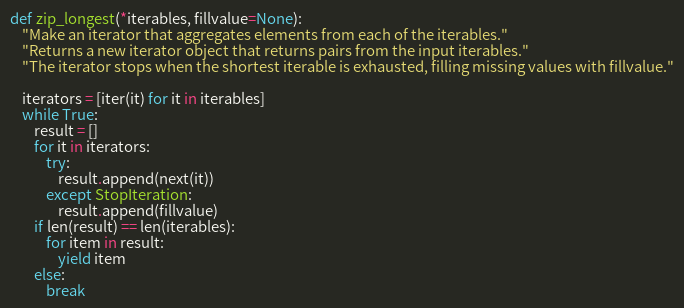 def zip_longest(*iterables, fillvalue=None):
    "Make an iterator that aggregates elements from each of the iterables."
    "Returns a new iterator object that returns pairs from the input iterables."
    "The iterator stops when the shortest iterable is exhausted, filling missing values with fillvalue."

    iterators = [iter(it) for it in iterables]
    while True:
        result = []
        for it in iterators:
            try:
                result.append(next(it))
            except StopIteration:
                result.append(fillvalue)
        if len(result) == len(iterables):
            for item in result:
                yield item
        else:
            break